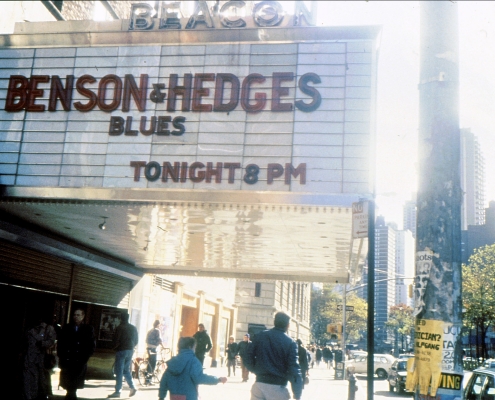 BEACON
BENSON & HEDGES
BLUES
TONIGHT 8 PM